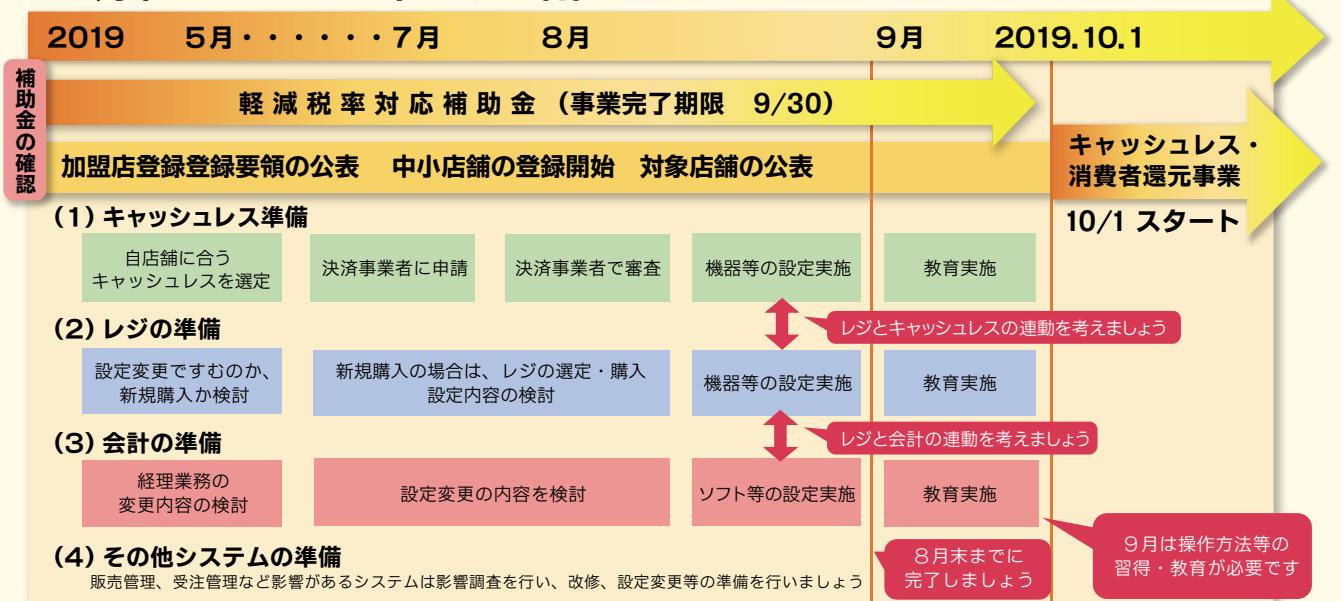 2019 5月・・・・・・7月 8月 9月 2019.10.1
補助金の確認
軽減税率対応補助金（事業完了期限 9/30）
加盟店登録登録要領の公表 中小店舗の登録開始 対象店舗の公表
キャッシュレス・
消費者還元事業
10/1 スタート
（1）キャッシュレス準備
自店舗に合う
キャッシュレスを選定
決済事業者に申請
決済事業者で審査
機器等の設定実施
教育実施
レジとキャッシュレスの連動を考えましょう
（2）レジの準備
設定変更ですむのか、
新規購入か検討
新規購入の場合は、レジの選定・購入
設定内容の検討
機器等の設定実施
教育実施
レジと会計の連動を考えましょう
（3）会計の準備
経理業務の
変更内容の検討
設定変更の内容を検討
ソフト等の設定実施
教育実施
（4）その他システムの準備
販売管理、受注管理など影響があるシステムは影響調査を行い、改修、設定変更等の準備を行いましょう
8月末までに
完了しましょう
9月は操作方法等の
習得・教育が必要です